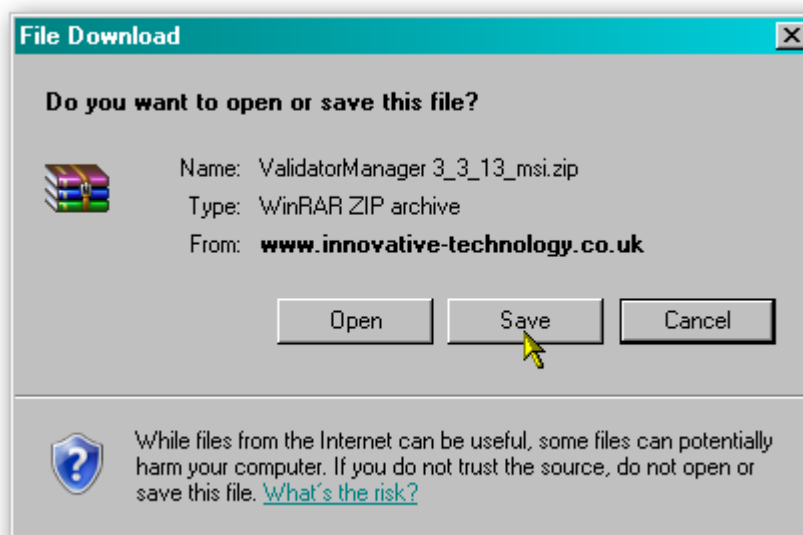 File Download
Do you want to open or save this file?
Name: ValidatorManager 3_3_13_msi.zip
Type: WinRAR ZIP archive
From: www.innovative-technology.co.uk
Open Save Cancel
While files from the Internet can be useful, some files can potentially
harm your computer. If you do not trust the source, do not open or
save this file. What's the risk?